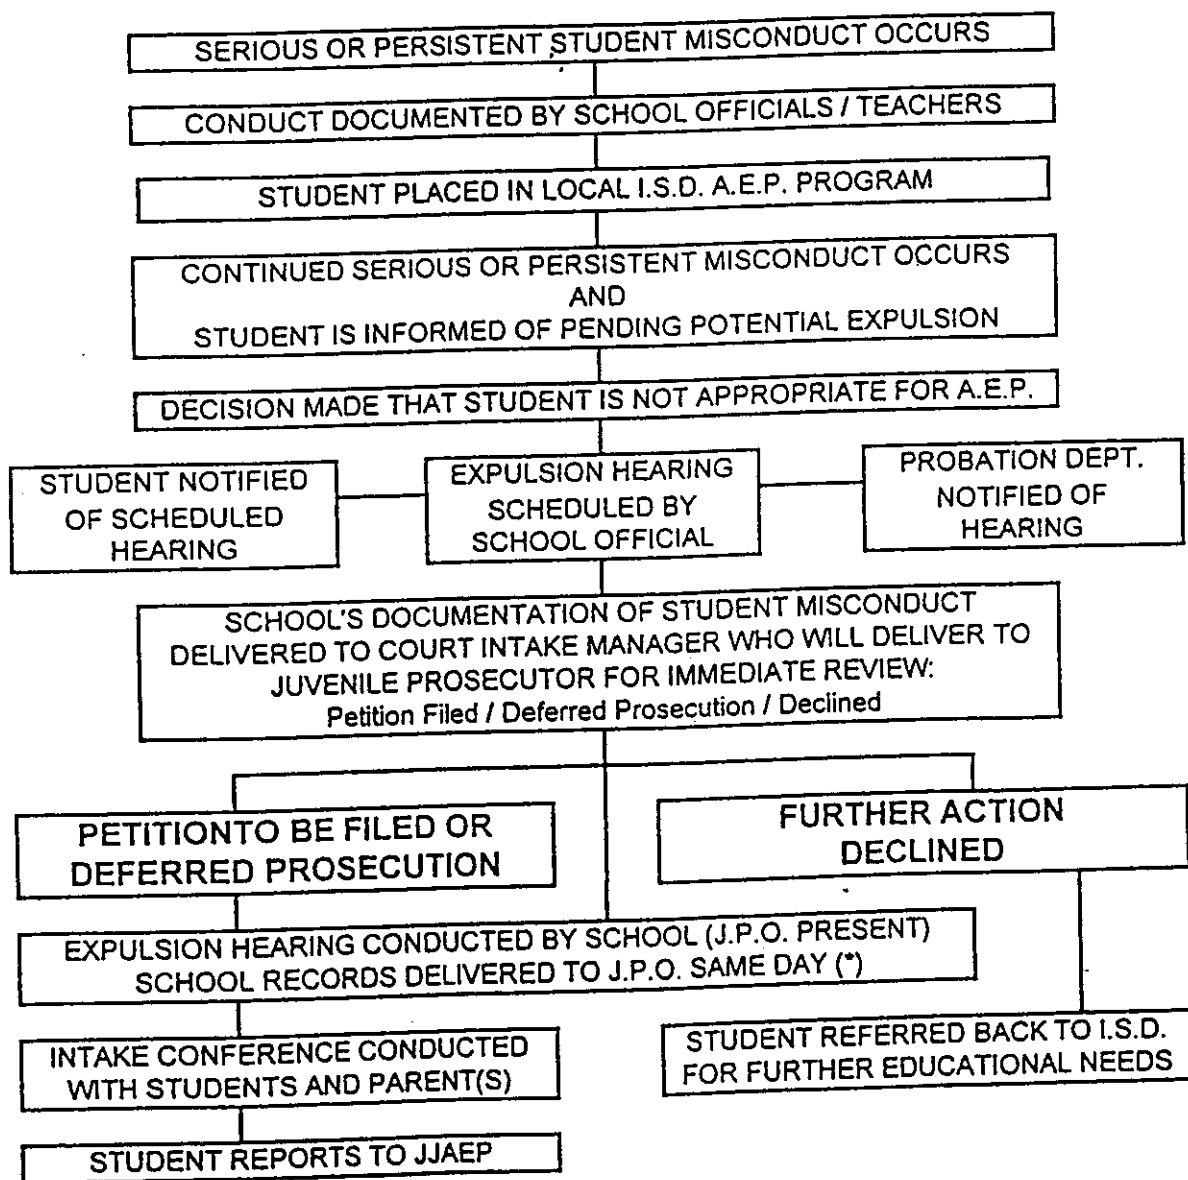 SERIOUS OR PERSISTENT STUDENT MISCONDUCT OCCURS
CONDUCT DOCUMENTED BY SCHOOL OFFICIALS / TEACHERS
STUDENT PLACED IN LOCAL I.S.D. A.E.P. PROGRAM
CONTINUED SERIOUS OR PERSISTENT MISCONDUCT OCCURS
AND
STUDENT IS INFORMED OF PENDING POTENTIAL EXPULSION
DECISION MADE THAT STUDENT IS NOT APPROPRIATE FOR A.E.P.
STUDENT NOTIFIED
OF SCHEDULED
HEARING
EXPULSION HEARING
SCHEDULED BY
SCHOOL OFFICIAL
PROBATION DEPT.
NOTIFIED OF
HEARING
SCHOOL'S DOCUMENTATION OF STUDENT MISCONDUCT
DELIVERED TO COURT INTAKE MANAGER WHO WILL DELIVER TO
JUVENILE PROSECUTOR FOR IMMEDIATE REVIEW:
Petition Filed / Deferred Prosecution / Declined
PETITIONTO BE FILED OR
DEFERRED PROSECUTION
FURTHER ACTION
DECLINED
EXPULSION HEARING CONDUCTED BY SCHOOL (J.P.O. PRESENT)
SCHOOL RECORDS DELIVERED TO J.P.O. SAME DAY (*)
INTAKE CONFERENCE CONDUCTED
WITH STUDENTS AND PARENT(S)
STUDENT REFERRED BACK TO I.S.D.
FOR FURTHER EDUCATIONAL NEEDS
STUDENT REPORTS TO JJAEP